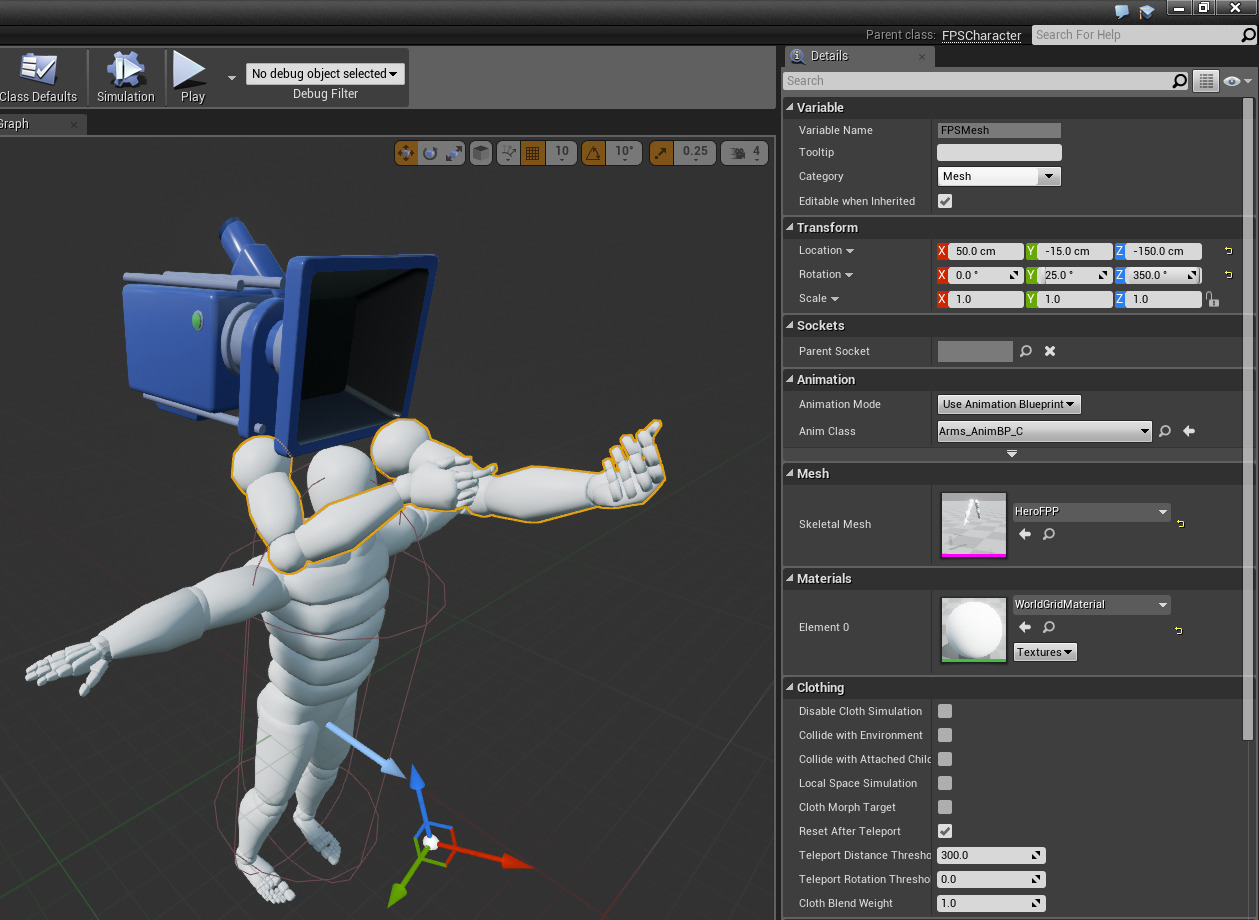 Parent class: FPSCharacter Search For Help
Class Defaults Simulation Play No debug object selected Debug Filter
Details
Search
Graph
10 10° 0.25 4
Variable
Variable Name FPSMesh
Tooltip
Category Mesh
Editable when Inherited
Transform
Location X 50.0 cm Y -15.0 cm Z -150.0 cm
Rotation X 0.0 ° Y 25.0 ° Z 350.0 °
Scale X 1.0 Y 1.0 Z 1.0
Sockets
Parent Socket
Animation
Animation Mode Use Animation Blueprint
Anim Class Arms_AnimBP_C
Mesh
Skeletal Mesh HeroFPP
Materials
Element 0 WorldGridMaterial
Textures
Clothing
Disable Cloth Simulation
Collide with Environment
Collide with Attached Chilc
Local Space Simulation
Cloth Morph Target
Reset After Teleport
Teleport Distance Thresho 300.0
Teleport Rotation Thresho 0.0
Cloth Blend Weight 1.0